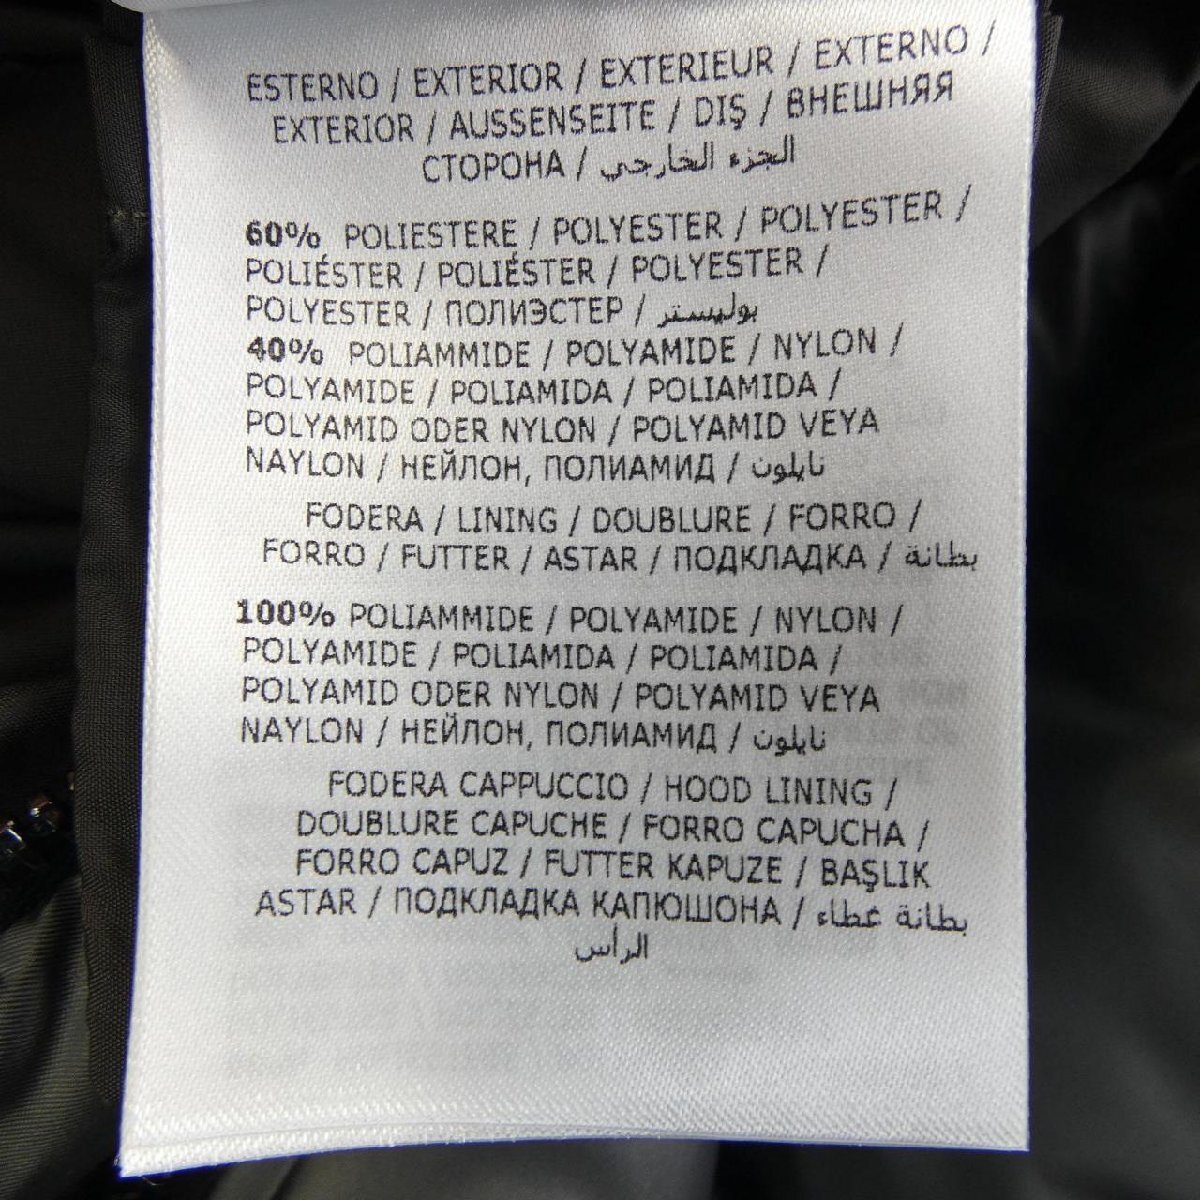 ESTERNO / EXTERIOR / EXTERIEUR / EXTERNO /
EXTERIOR / AUSSENSEITE / DIŞ / ВНЕШНЯЯ
СТОРОНА / الجزء الخارجي
60% POLIESTERE / POLYESTER / POLYESTER /
POLIÉSTER / POLIÉSTER / POLYESTER /
POLYESTER / ПОЛИЭСТЕР / بوليستر
40% POLIAMMIDE / POLYAMIDE / NYLON /
POLYAMIDE / POLIAMIDA / POLIAMIDA /
POLYAMID ODER NYLON / POLYAMID VEYA
NAYLON / НЕЙЛОН, ПОЛИАМИД / نايلون
FODERA / LINING / DOUBLURE / FORRO /
FORRO / FUTTER / ASTAR / ПОДКЛАДКА / بطانة
100% POLIAMMIDE / POLYAMIDE / NYLON /
POLYAMIDE / POLIAMIDA / POLIAMIDA /
POLYAMID ODER NYLON / POLYAMID VEYA
NAYLON / НЕЙЛОН, ПОЛИАМИД / نايلون
FODERA CAPPUCCIO / HOOD LINING /
DOUBLURE CAPUCHE / FORRO CAPUCHA /
FORRO CAPUZ / FUTTER KAPUZE / BAŞLIK
ASTAR / ПОДКЛАДКА КАПЮШОНА / بطانة غطاء
الرأس